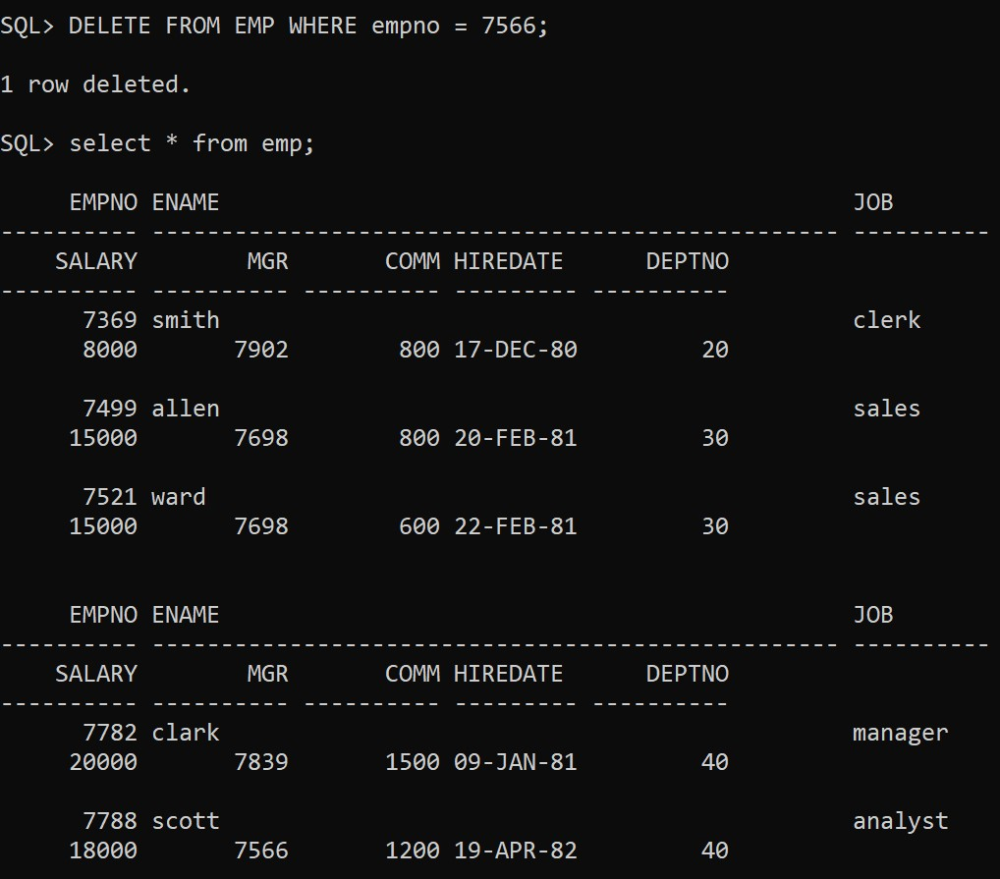 SQL> DELETE FROM EMP WHERE empno = 7566;
1 row deleted.
SQL> select * from emp;
     EMPNO ENAME                                              JOB
---------- -------------------------------------------------- ----------
    SALARY        MGR       COMM HIREDATE      DEPTNO
---------- ---------- ---------- --------- ----------
      7369 smith                                              clerk
      8000       7902        800 17-DEC-80         20
      7499 allen                                              sales
     15000       7698        800 20-FEB-81         30
      7521 ward                                               sales
     15000       7698        600 22-FEB-81         30
     EMPNO ENAME                                              JOB
---------- -------------------------------------------------- ----------
    SALARY        MGR       COMM HIREDATE      DEPTNO
---------- ---------- ---------- --------- ----------
      7782 clark                                              manager
     20000       7839       1500 09-JAN-81         40
      7788 scott                                              analyst
     18000       7566       1200 19-APR-82         40